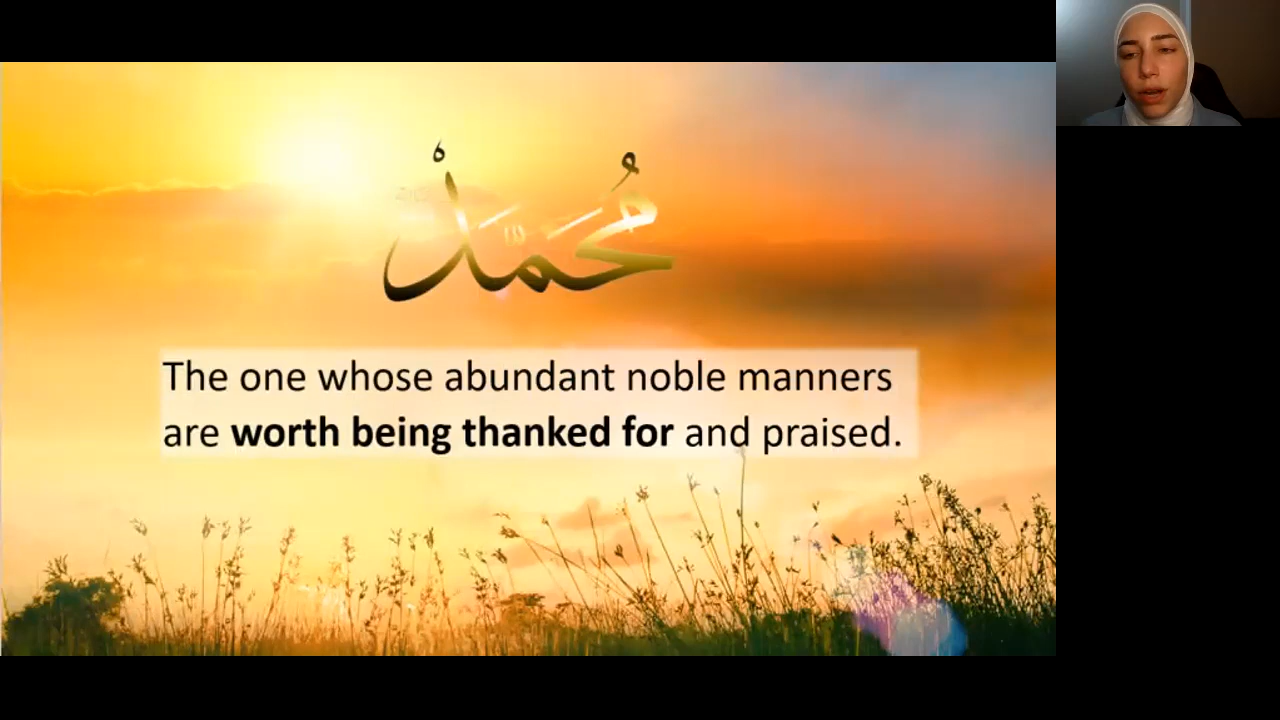 مُحَمَّدْ
The one whose abundant noble manners
are worth being thanked for and praised.